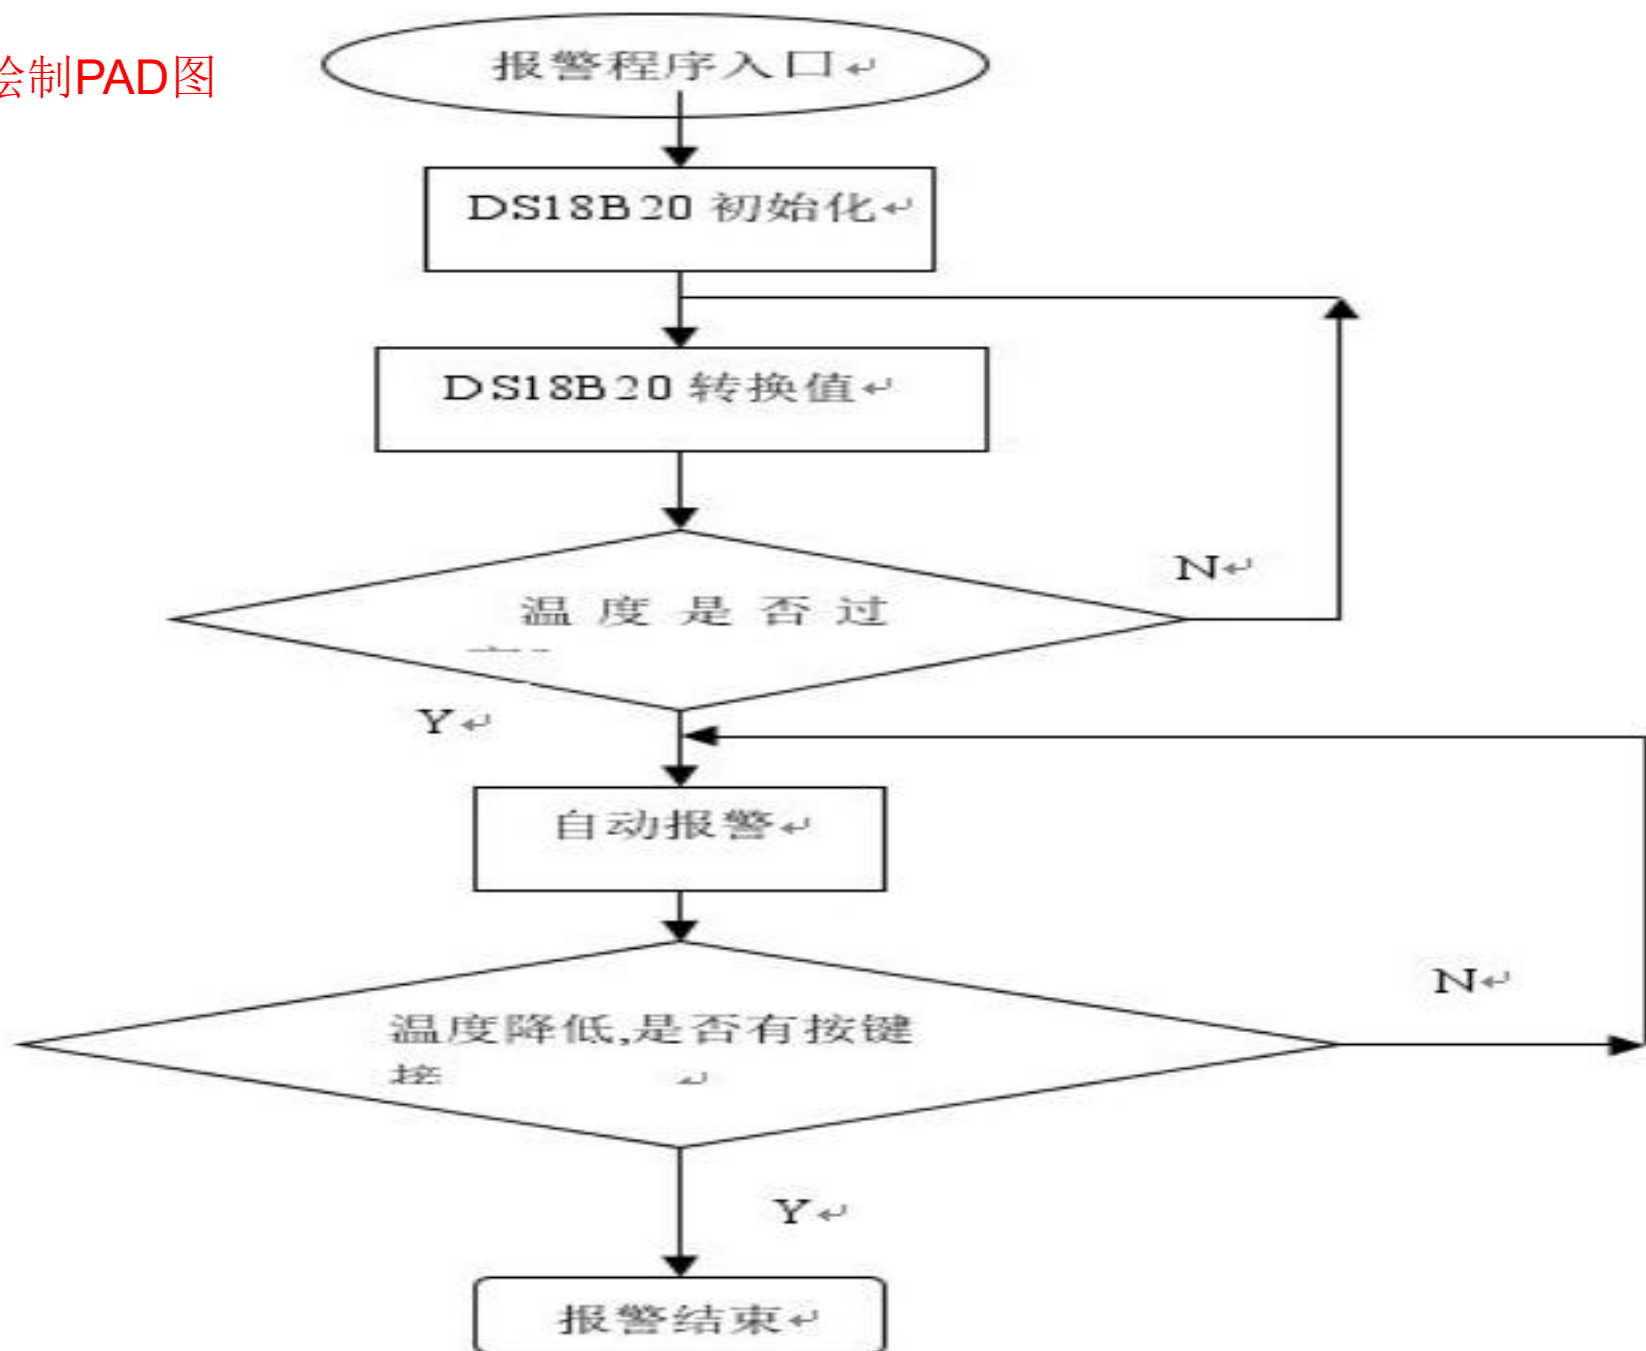 绘制PAD图
报警程序入口
DS18B20 初始化
DS18B20 转换值
N
温度是否过
Y
自动报警
N
温度降低,是否有按键
Y
报警结束